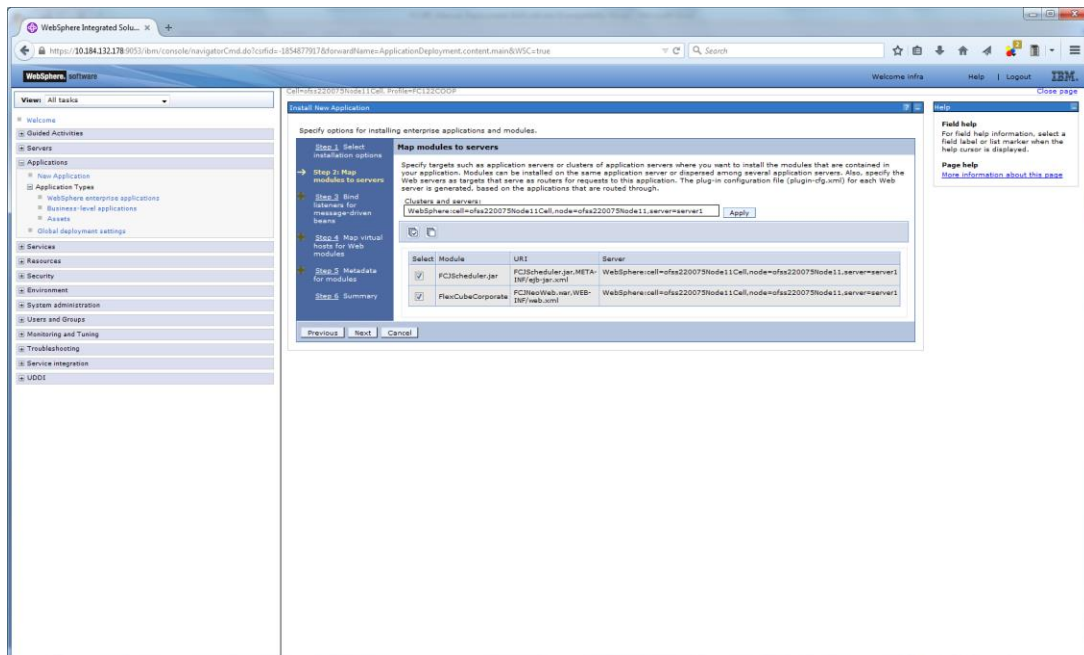 WebSphere Integrated Solu... × +
https://10.184.132.178:9053/ibm/console/navigatorCmd.do?csrfid=-1854877917&forwardName=ApplicationDeployment.content.main&WSC=true
Search
WebSphere. software
Welcome infra
Help | Logout
IBM.
View: All tasks
Welcome
Guided Activities
Servers
Applications
New Application
Application Types
WebSphere enterprise applications
Business-level applications
Assets
Global deployment settings
Services
Resources
Security
Environment
System administration
Users and Groups
Monitoring and Tuning
Troubleshooting
Service integration
UDDI
Cell=ofss220075Node11Cell, Profile=FC122COOP
Close page
Install New Application
Specify options for installing enterprise applications and modules.
Step 1 Select
installation options
Step 2: Map
modules to servers
Step 3 Bind
listeners for
message-driven
beans
Step 4 Map virtual
hosts for Web
modules
Step 5 Metadata
for modules
Step 6 Summary
Map modules to servers
Specify targets such as application servers or clusters of application servers where you want to install the modules that are contained in
your application. Modules can be installed on the same application server or dispersed among several application servers. Also, specify the
Web servers as targets that serve as routers for requests to this application. The plug-in configuration file (plugin-cfg.xml) for each Web
server is generated, based on the applications that are routed through.
Clusters and servers:
WebSphere:cell=ofss220075Node11Cell,node=ofss220075Node11,server=server1
Apply
Select Module URI Server
FCJScheduler.jar FCJScheduler.jar,META-INF/ejb-jar.xml WebSphere:cell=ofss220075Node11Cell,node=ofss220075Node11,server=server1
FlexCubeCorporate FCJNeoWeb.war,WEB-INF/web.xml WebSphere:cell=ofss220075Node11Cell,node=ofss220075Node11,server=server1
Previous Next Cancel
Help
Field help
For field help information, select a
field label or list marker when the
help cursor is displayed.
Page help
More information about this page